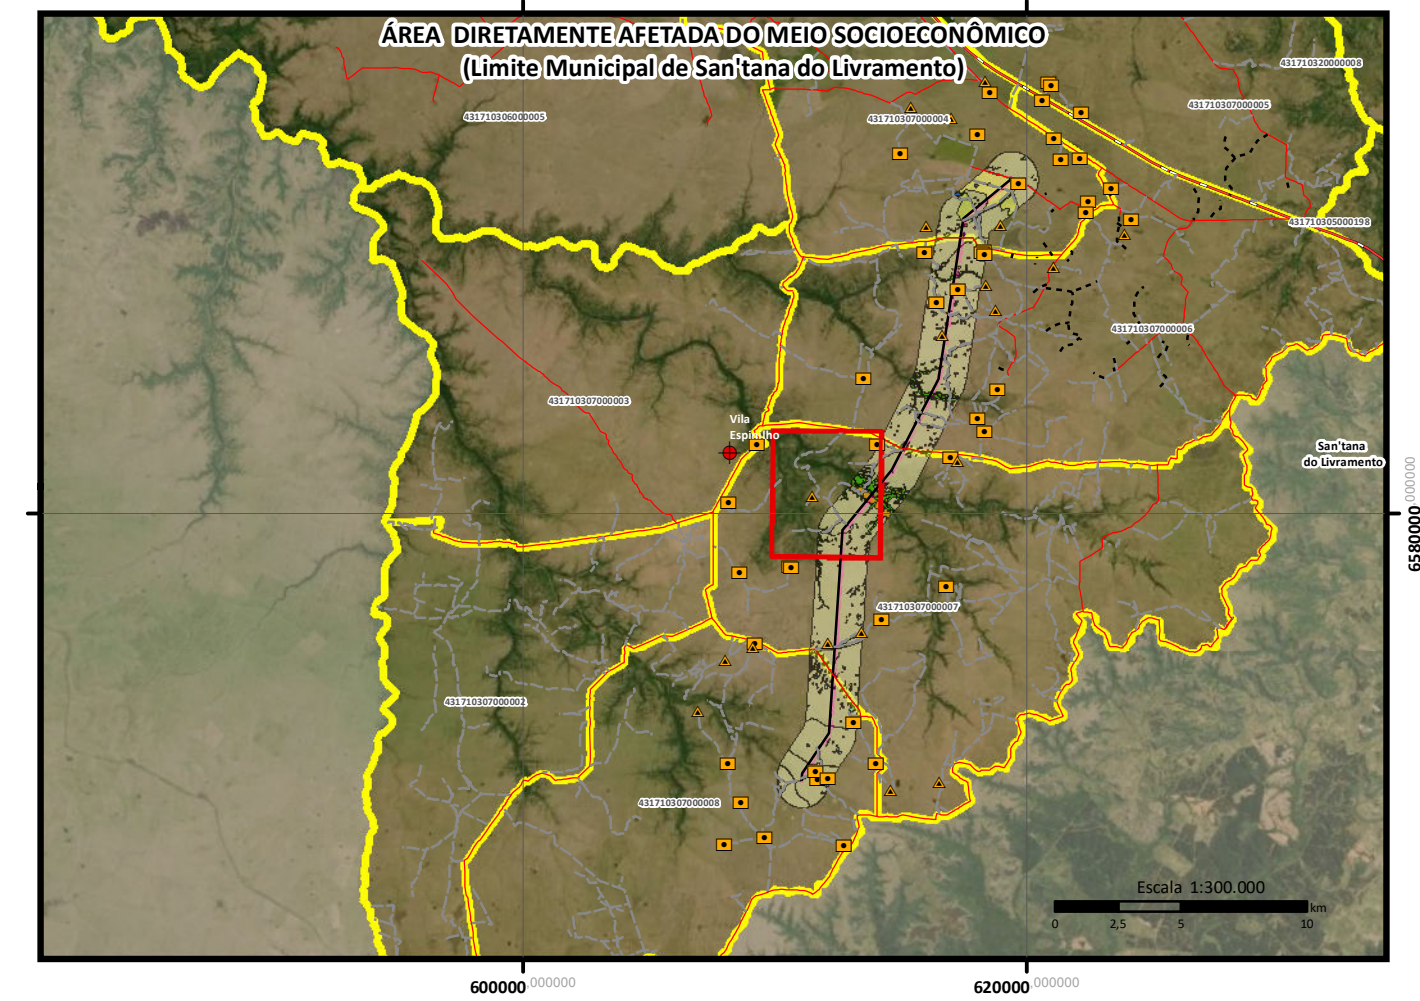 ÁREA DIRETAMENTE AFETADA DO MEIO SOCIOECONÔMICO
(Limite Municipal de San'tana do Livramento)
431710320000008
431710307000005
431710306000005
431710307000004
431710305000198
431710307000006
431710307000003
Vila
Espinilho
San'tana
do Livramento
6580000,000000
431710307000007
431710307000002
431710307000008
Escala 1:300.000
km
0 2,5 5 10
600000,000000 620000,000000